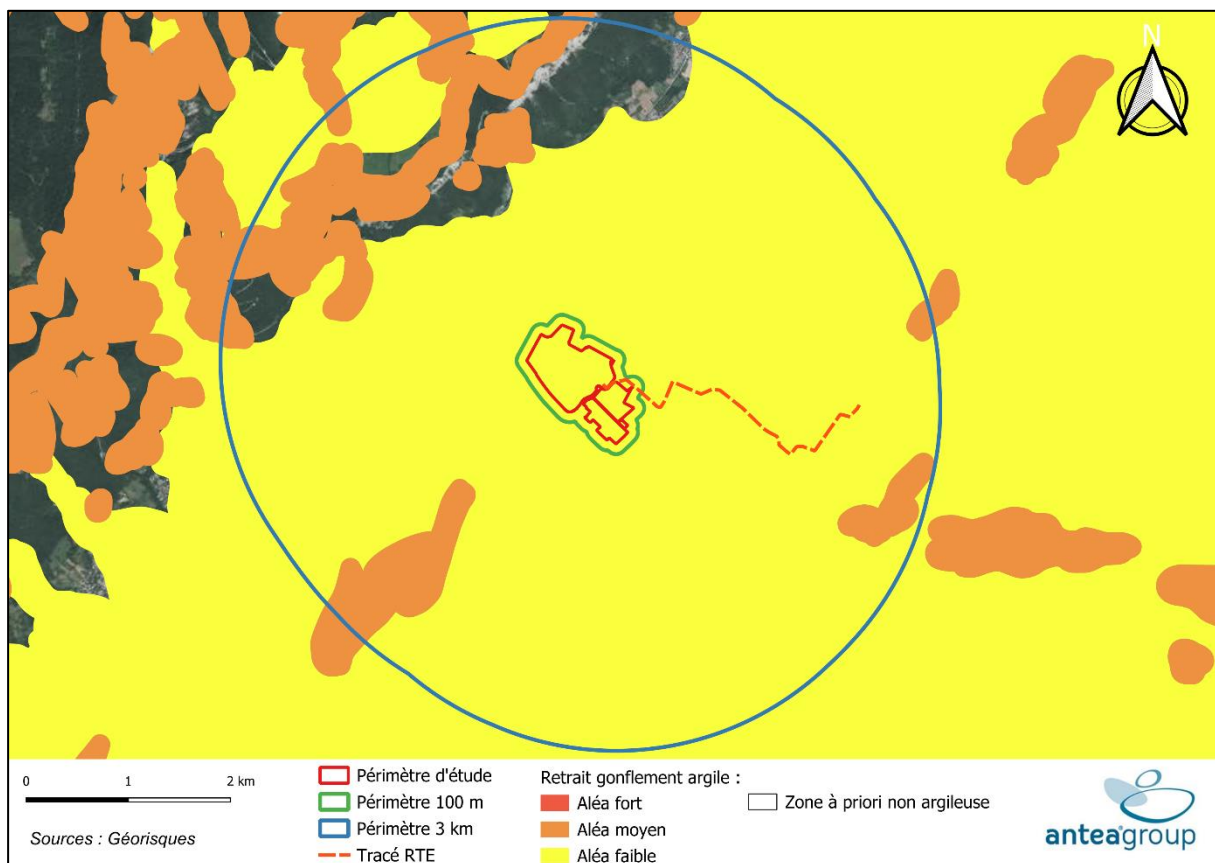 N
0 1 2 km
Sources : Géorisques
Périmètre d'étude
Périmètre 100 m
Périmètre 3 km
Tracé RTE
Retrait gonflement argile :
Aléa fort
Aléa moyen
Aléa faible
Zone à priori non argileuse
anteagroup